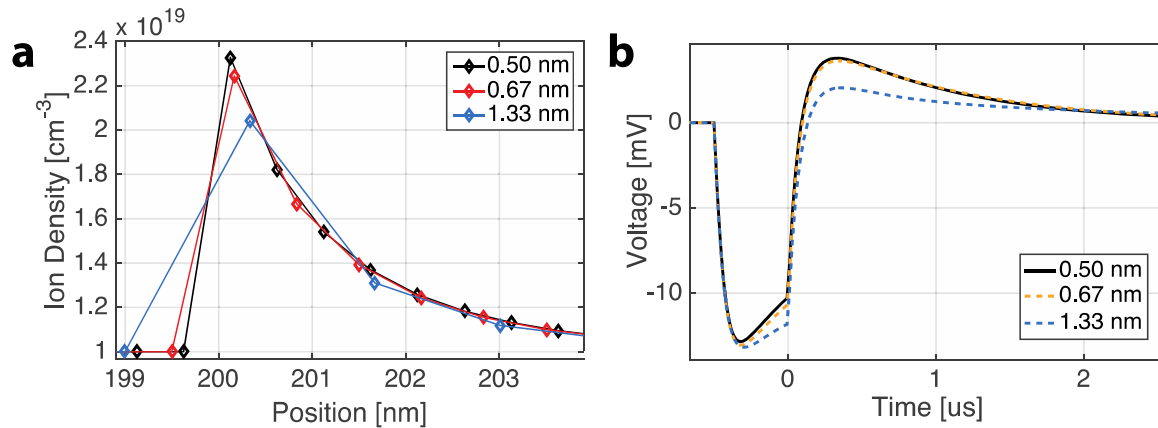 a
x 10^19
Ion Density [cm^-3]
2.4
2.2
2
1.8
1.6
1.4
1.2
1
199
200
201
202
203
Position [nm]
0.50 nm
0.67 nm
1.33 nm
b
Voltage [mV]
0
-5
-10
0
1
2
Time [us]
0.50 nm
0.67 nm
1.33 nm